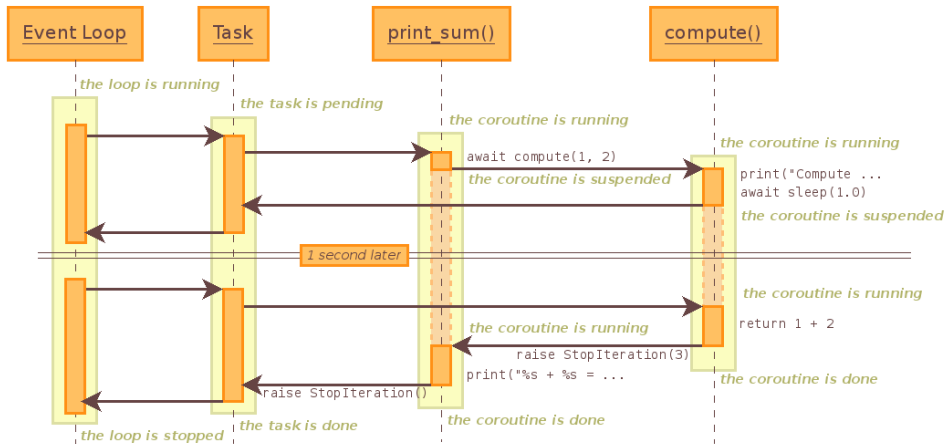 Event Loop
Task
print_sum()
compute()
the loop is running
the task is pending
the coroutine is running
the coroutine is running
await compute(1, 2)
print("Compute ...
the coroutine is suspended
await sleep(1.0)
the coroutine is suspended
1 second later
the coroutine is running
return 1 + 2
the coroutine is running
raise StopIteration(3)
print("%s + %s = ...
the coroutine is done
raise StopIteration()
the coroutine is done
the task is done
the loop is stopped